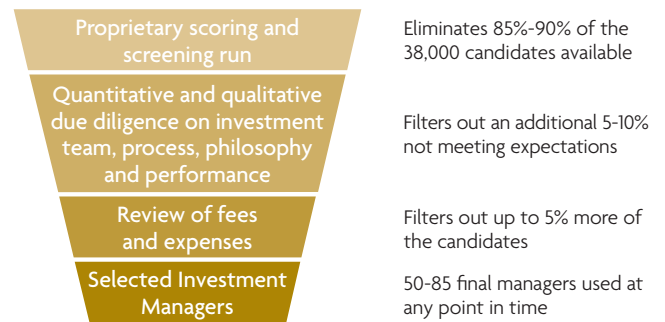 Proprietary scoring and
screening run
Eliminates 85%-90% of the
38,000 candidates available
Quantitative and qualitative
due diligence on investment
team, process, philosophy
and performance
Filters out an additional 5-10%
not meeting expectations
Review of fees
and expenses
Filters out up to 5% more of
the candidates
Selected Investment
Managers
50-85 final managers used at
any point in time